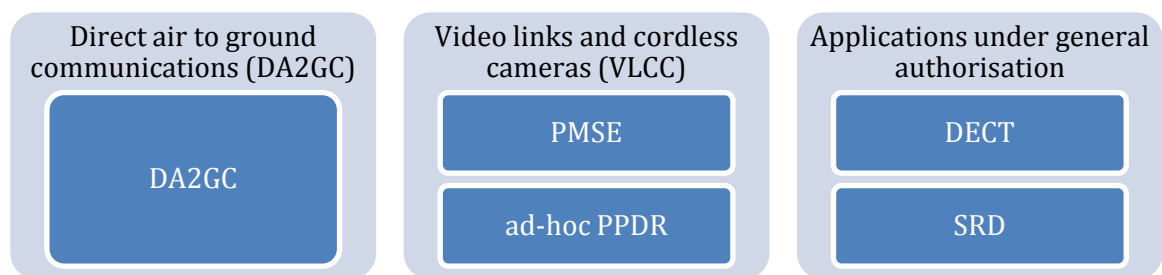 Direct air to ground
communications (DA2GC)
DA2GC
Video links and cordless
cameras (VLCC)
PMSE
ad-hoc PPDR
Applications under general
authorisation
DECT
SRD